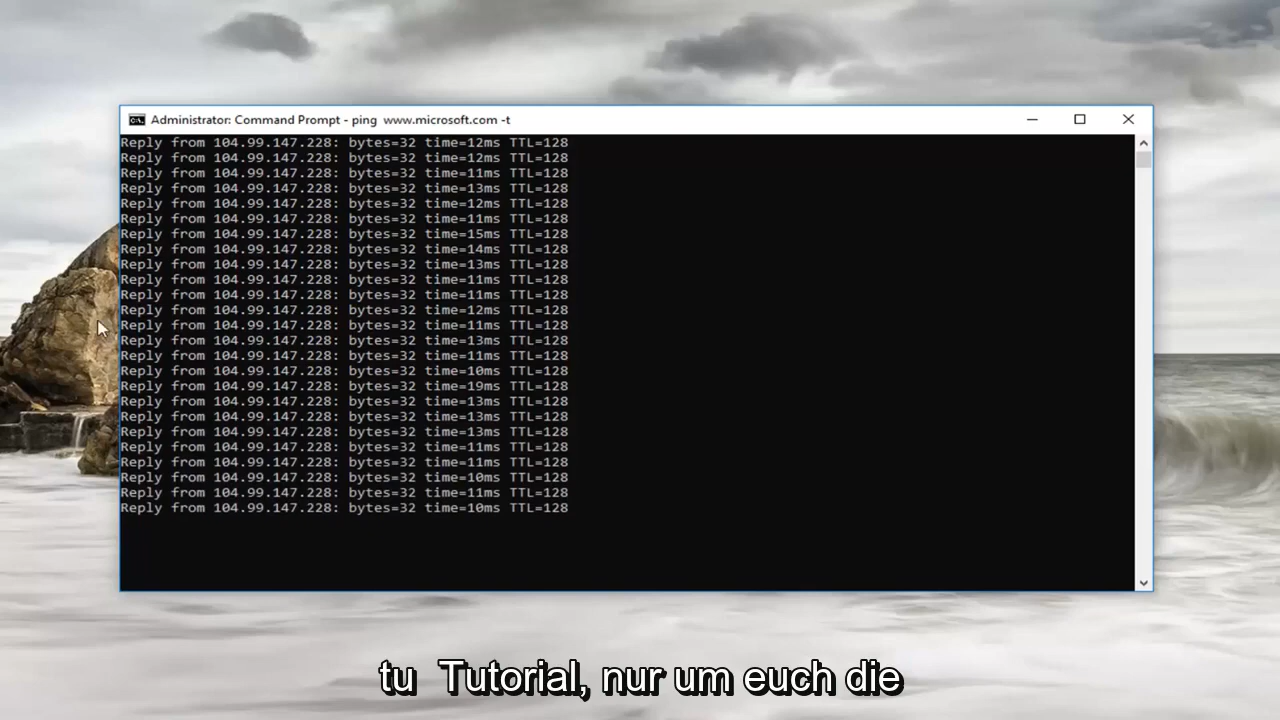 Administrator: Command Prompt - ping  www.microsoft.com -t
Reply from 104.99.147.228: bytes=32 time=12ms TTL=128
Reply from 104.99.147.228: bytes=32 time=12ms TTL=128
Reply from 104.99.147.228: bytes=32 time=11ms TTL=128
Reply from 104.99.147.228: bytes=32 time=13ms TTL=128
Reply from 104.99.147.228: bytes=32 time=12ms TTL=128
Reply from 104.99.147.228: bytes=32 time=11ms TTL=128
Reply from 104.99.147.228: bytes=32 time=15ms TTL=128
Reply from 104.99.147.228: bytes=32 time=14ms TTL=128
Reply from 104.99.147.228: bytes=32 time=13ms TTL=128
Reply from 104.99.147.228: bytes=32 time=11ms TTL=128
Reply from 104.99.147.228: bytes=32 time=11ms TTL=128
Reply from 104.99.147.228: bytes=32 time=12ms TTL=128
Reply from 104.99.147.228: bytes=32 time=11ms TTL=128
Reply from 104.99.147.228: bytes=32 time=13ms TTL=128
Reply from 104.99.147.228: bytes=32 time=11ms TTL=128
Reply from 104.99.147.228: bytes=32 time=10ms TTL=128
Reply from 104.99.147.228: bytes=32 time=19ms TTL=128
Reply from 104.99.147.228: bytes=32 time=13ms TTL=128
Reply from 104.99.147.228: bytes=32 time=13ms TTL=128
Reply from 104.99.147.228: bytes=32 time=13ms TTL=128
Reply from 104.99.147.228: bytes=32 time=11ms TTL=128
Reply from 104.99.147.228: bytes=32 time=11ms TTL=128
Reply from 104.99.147.228: bytes=32 time=10ms TTL=128
Reply from 104.99.147.228: bytes=32 time=11ms TTL=128
Reply from 104.99.147.228: bytes=32 time=10ms TTL=128
tu  Tutorial, nur um euch die